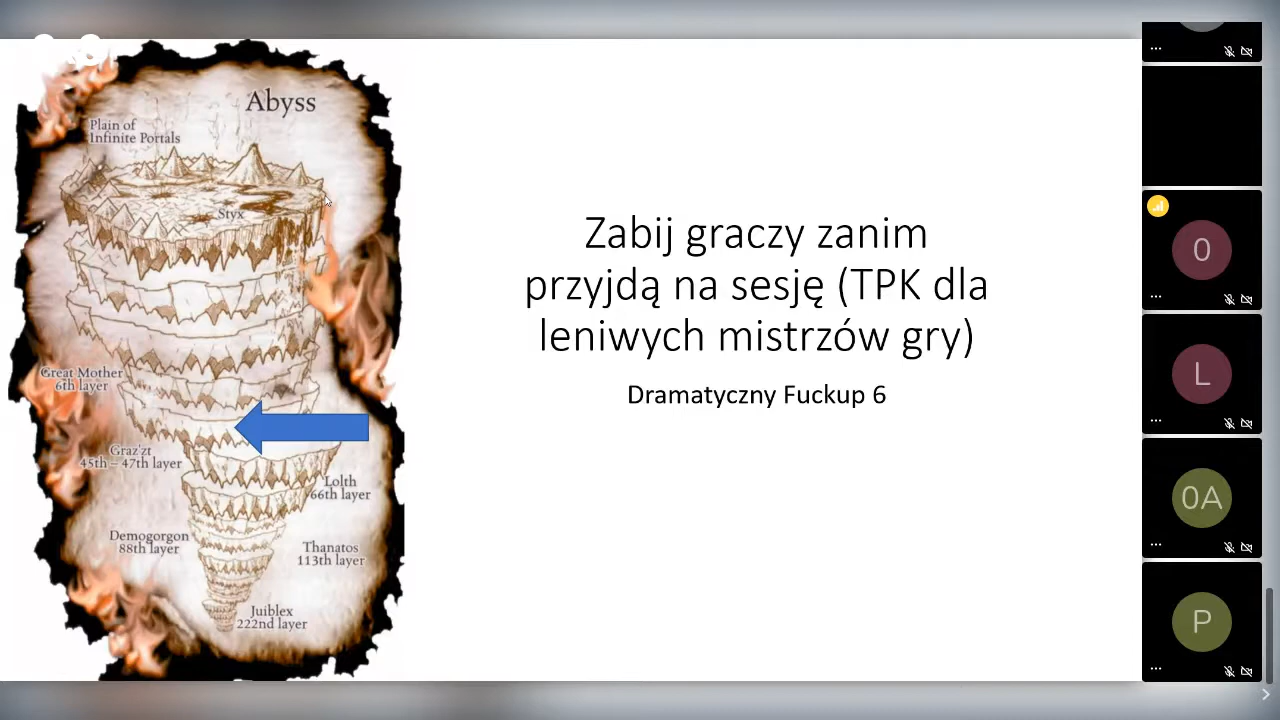 Abyss
Plain of
Infinite Portals
Styx
Great Mother
6th layer
Graz'zt
45th – 47th layer
Lolth
66th layer
Demogorgon
88th layer
Thanatos
113th layer
Juiblex
222nd layer
Zabij graczy zanim
przyjdą na sesję (TPK dla
leniwych mistrzów gry)
Dramatyczny Fuckup 6
0
L
0A
P